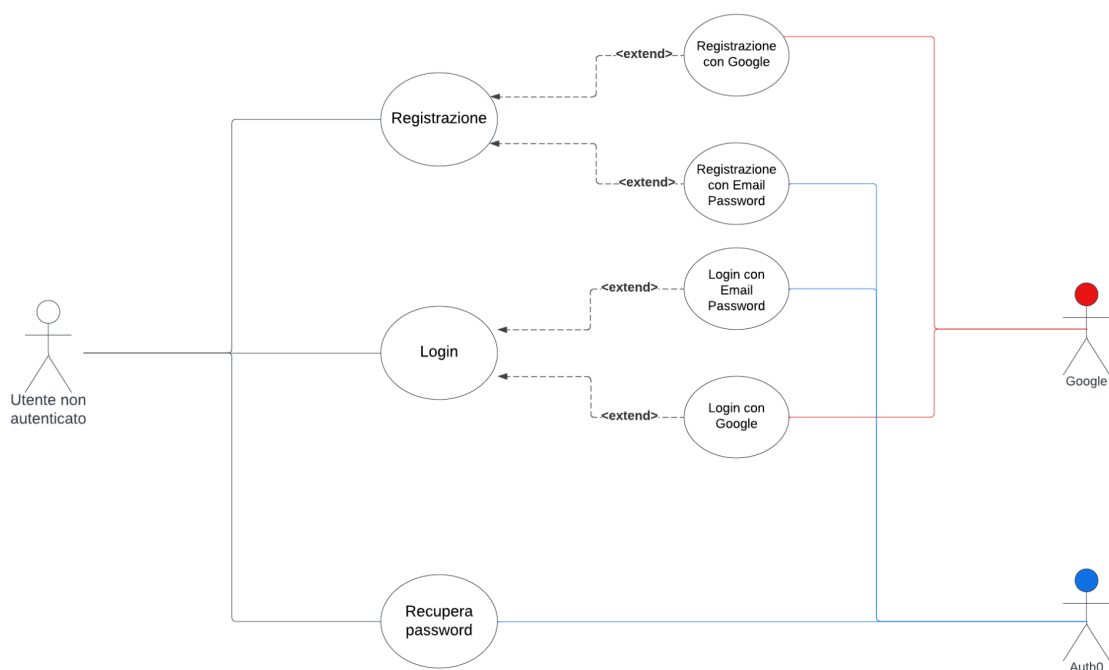 <extend>
Registrazione
con Google
Registrazione
<extend>
Registrazione
con Email
Password
<extend>
Login con
Email
Password
Login
Google
Utente non
autenticato
<extend>
Login con
Google
Recupera
password
Auth0